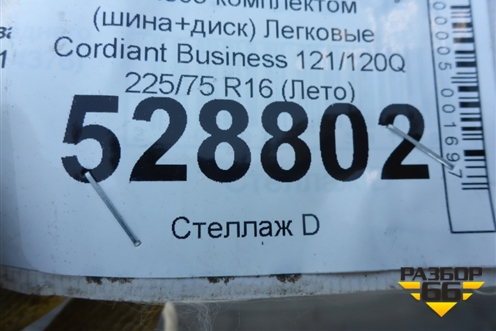 комплектом
(шина+диск) Легковые
Cordiant Business 121/120Q
225/75 R16 (Лето)
528802
Стеллаж D
РАЗБОР
66